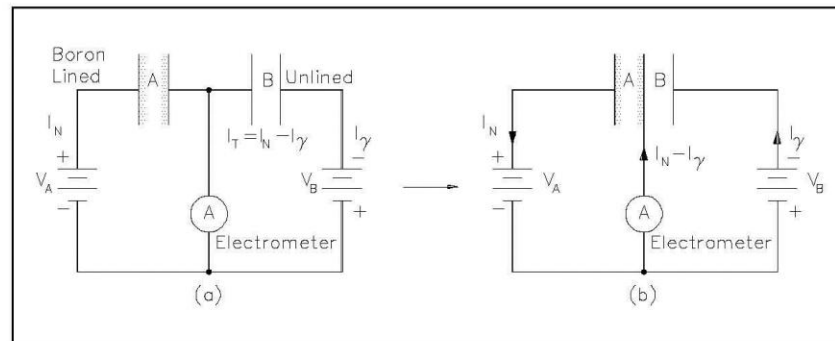 Boron
Lined
A
B
Unlined
I_N
I_T = I_N − I_γ
I_γ
+
−
V_A
−
V_B
−
+
A
Electrometer
(a)
A
B
I_N
I_N − I_γ
I_γ
+
−
V_A
−
V_B
+
A
Electrometer
(b)